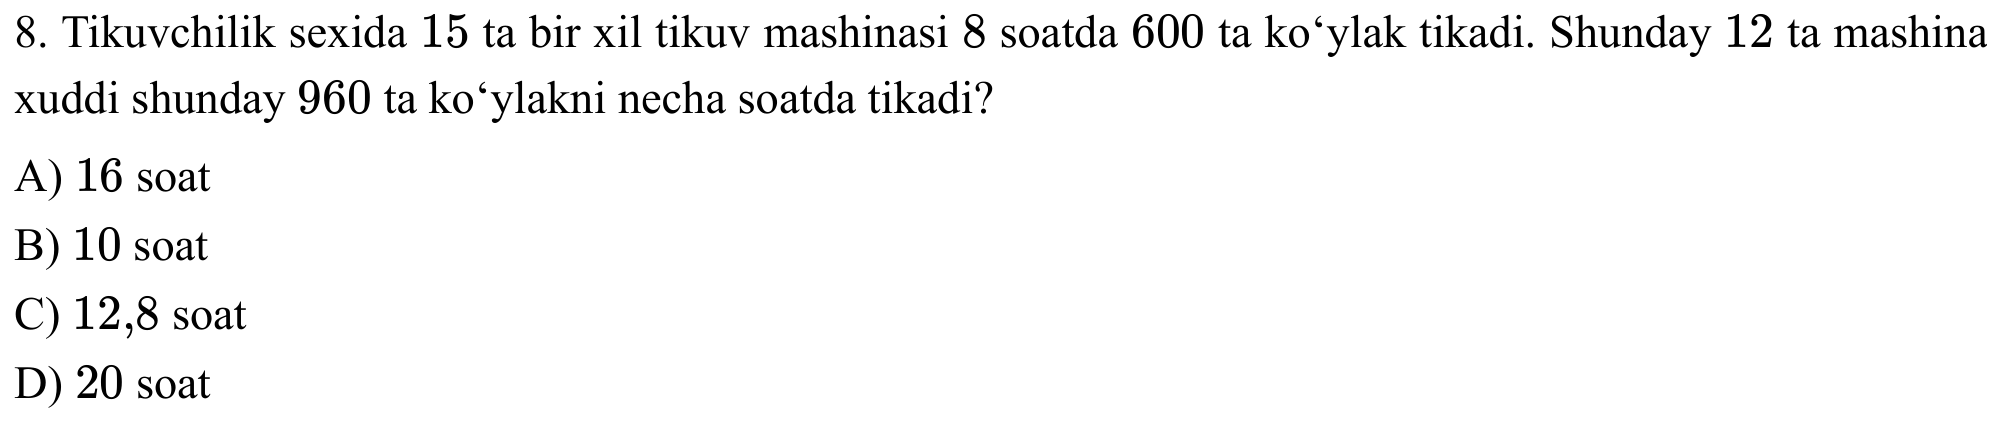 8. Tikuvchilik sexida 15 ta bir xil tikuv mashinasi 8 soatda 600 ta ko‘ylak tikadi. Shunday 12 ta mashina
xuddi shunday 960 ta ko‘ylakni necha soatda tikadi?
A) 16 soat
B) 10 soat
C) 12,8 soat
D) 20 soat